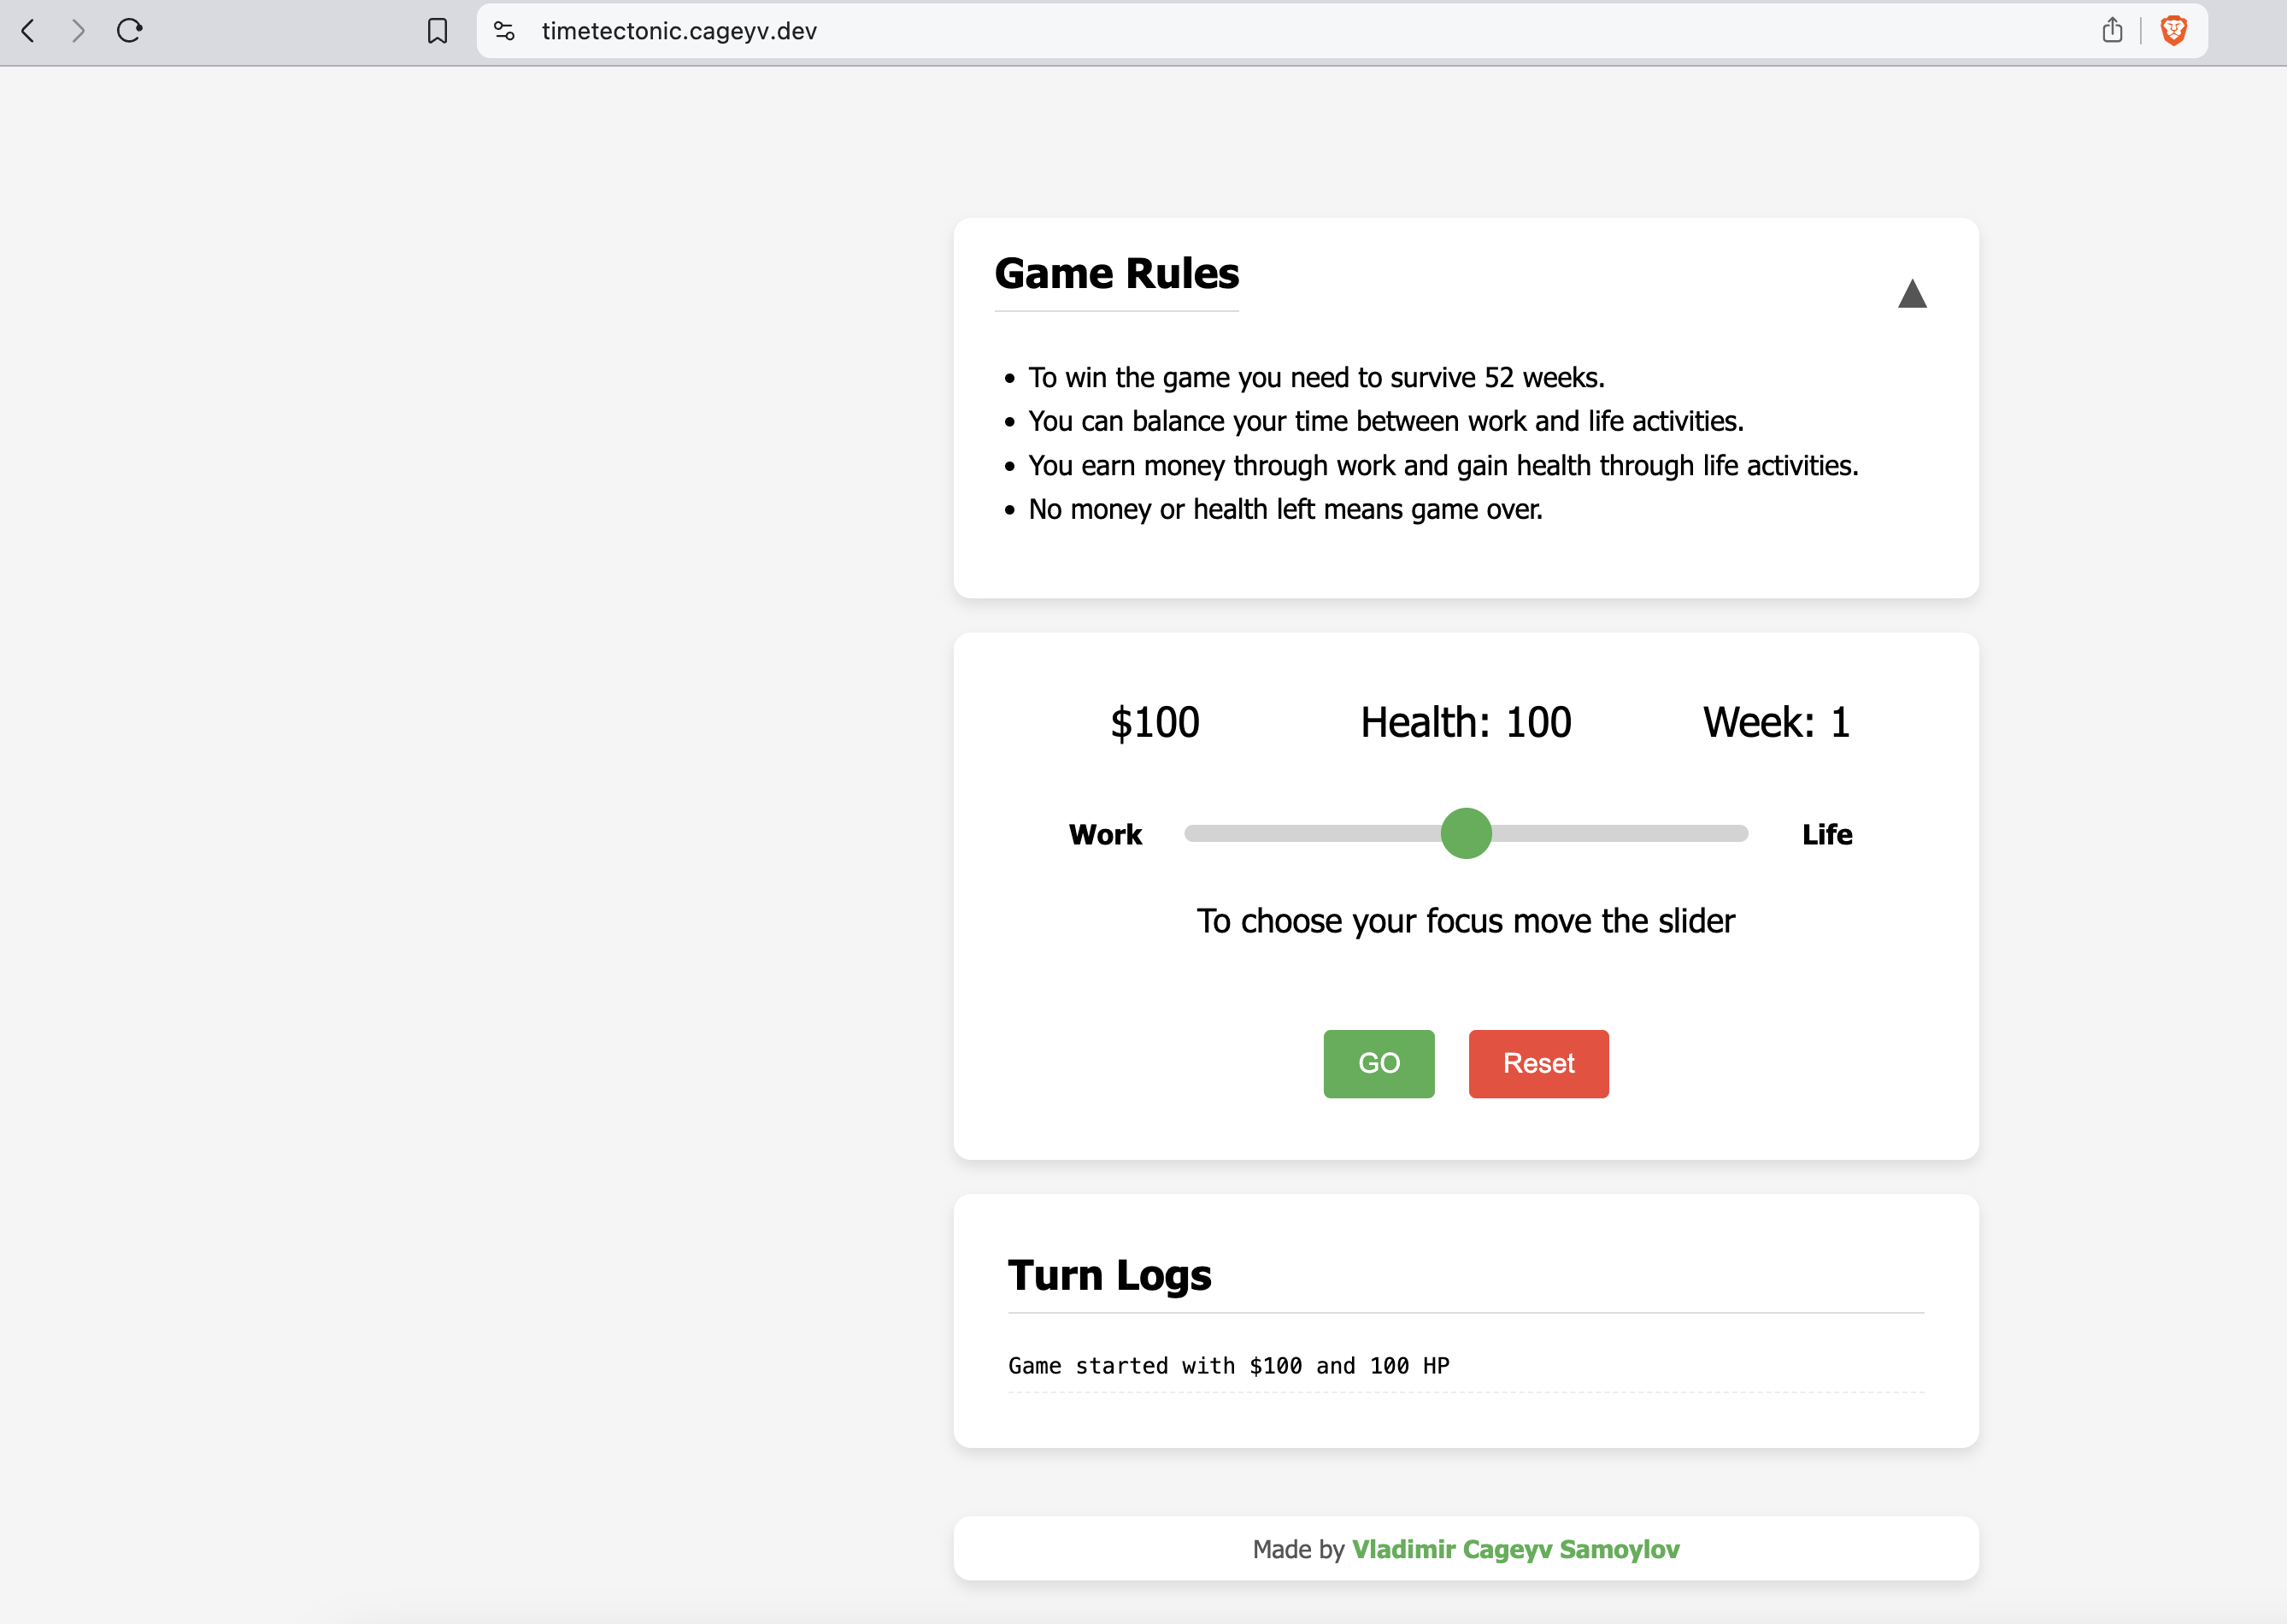 timetectonic.cageyv.dev
Game Rules
To win the game you need to survive 52 weeks.
You can balance your time between work and life activities.
You earn money through work and gain health through life activities.
No money or health left means game over.
$100 Health: 100 Week: 1
Work Life
To choose your focus move the slider
GO Reset
Turn Logs
Game started with $100 and 100 HP
Made by Vladimir Cageyv Samoylov